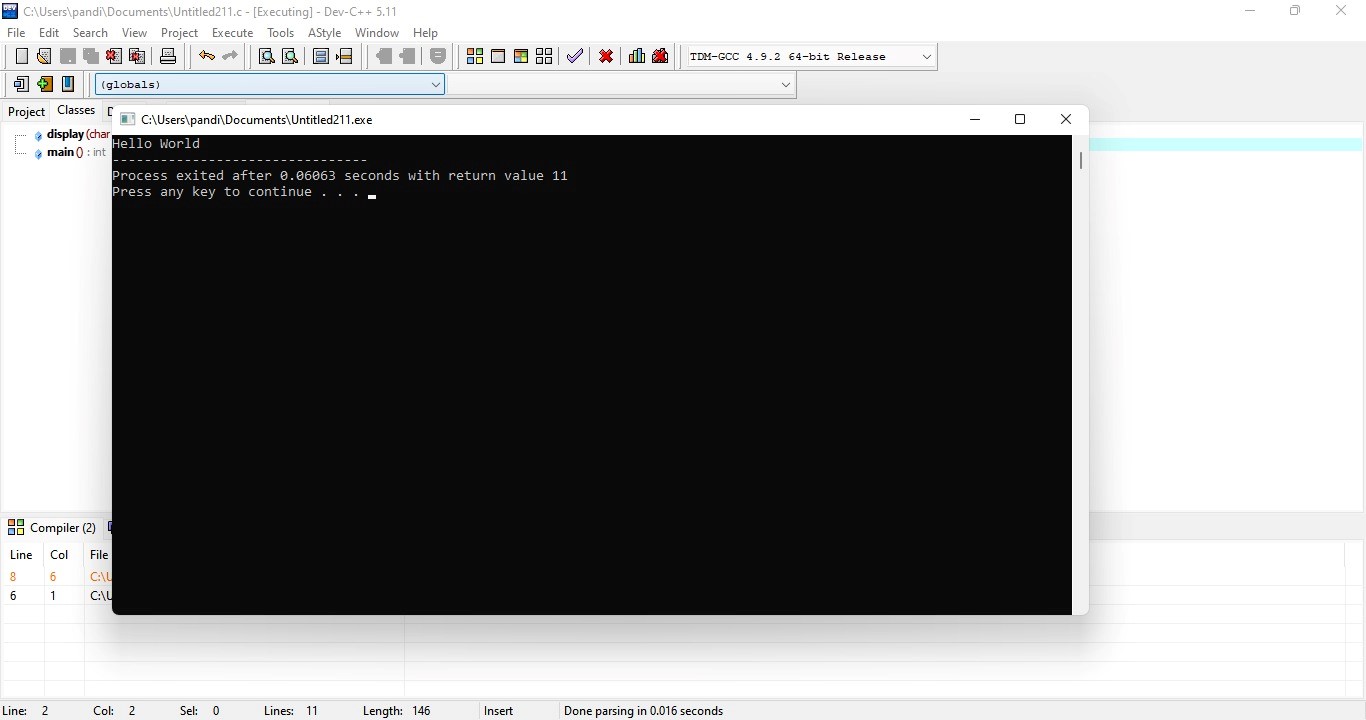 C:\Users\pandi\Documents\Untitled211.c - [Executing] - Dev-C++ 5.11
File Edit Search View Project Execute Tools AStyle Window Help
TDM-GCC 4.9.2 64-bit Release
(globals)
Project Classes D
C:\Users\pandi\Documents\Untitled211.exe
display (char
main () : int
Hello World
--------------------------------
Process exited after 0.06063 seconds with return value 11
Press any key to continue . . .
Compiler (2)
Line Col File
8 6 C:\U
6 1 C:\U
Line: 2 Col: 2 Sel: 0 Lines: 11 Length: 146 Insert Done parsing in 0.016 seconds